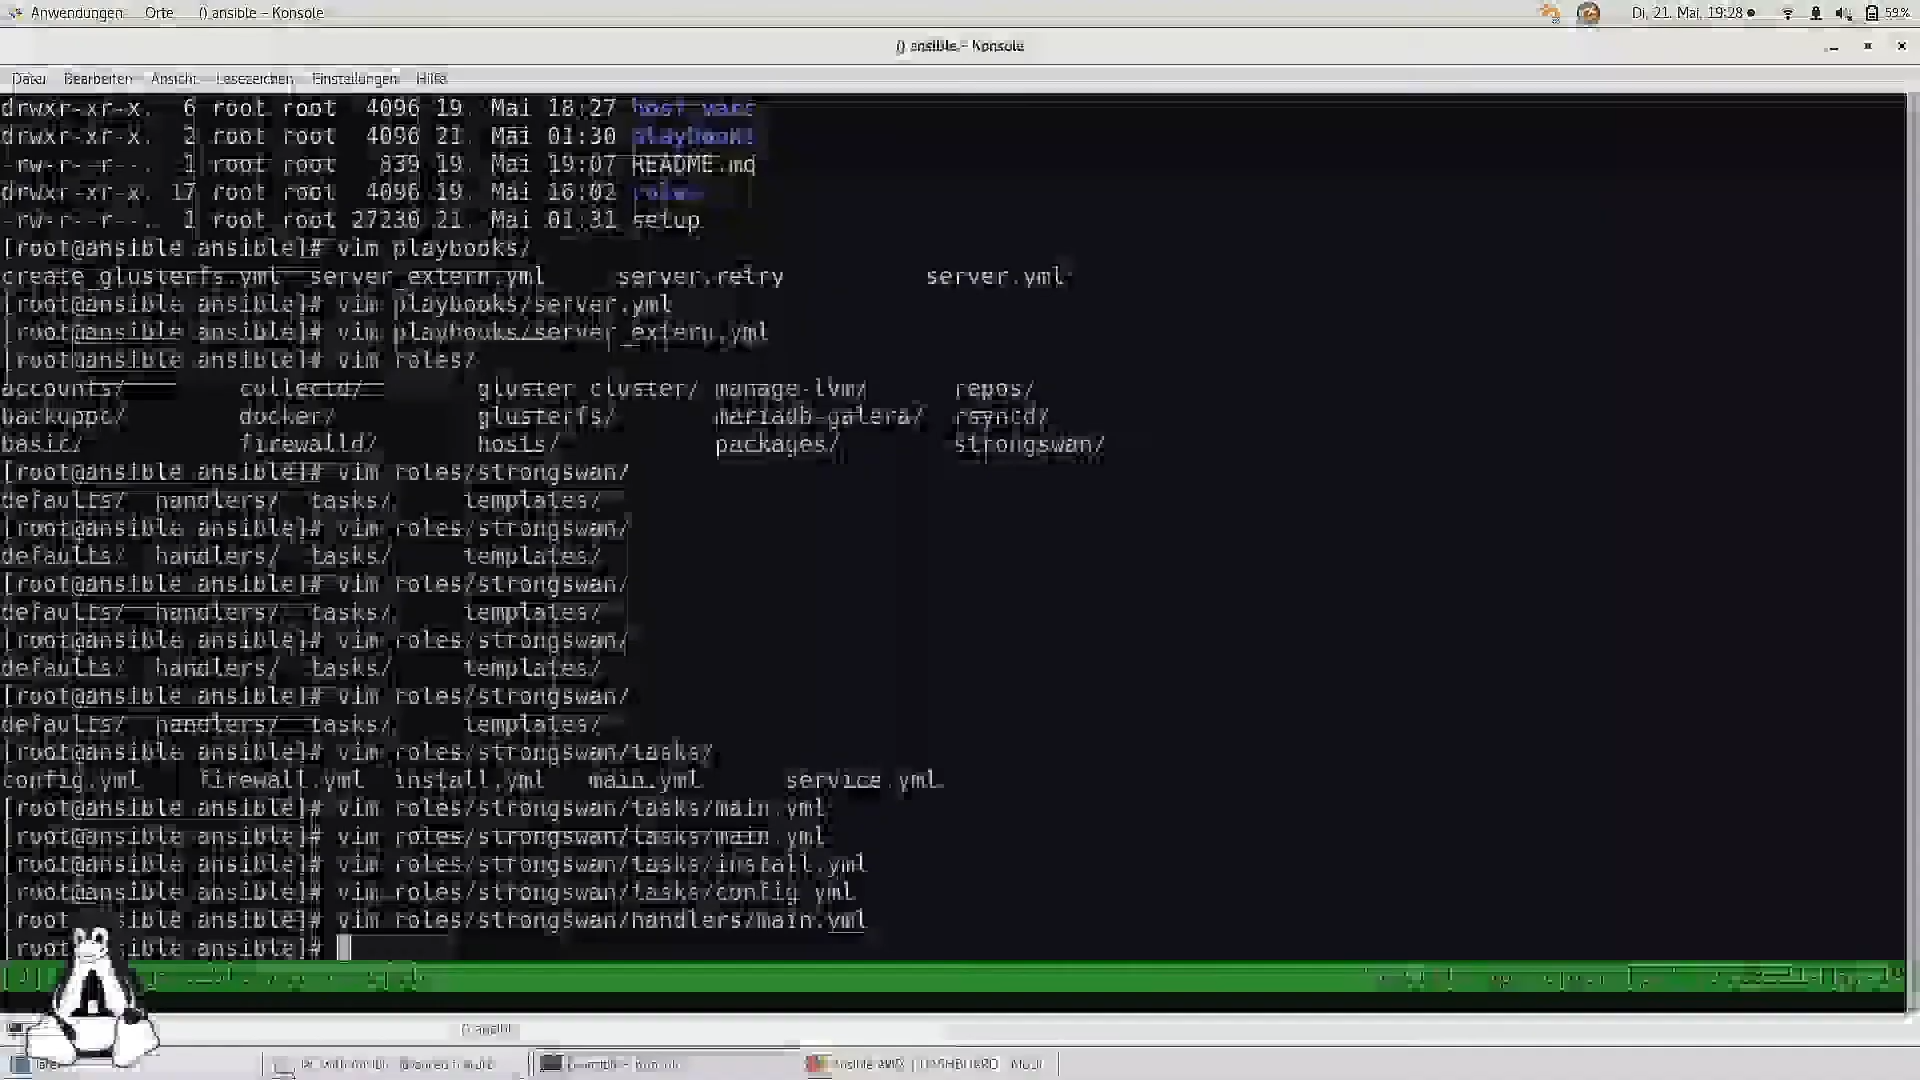 Anwendungen Orte () ansible – Konsole Di, 21. Mai, 19:28 59%
() ansible – Konsole
Datei Bearbeiten Ansicht Lesezeichen Einstellungen Hilfe
drwxr-xr-x. 6 root root 4096 19. Mai 18:27 host_vars
drwxr-xr-x. 2 root root 4096 21. Mai 01:30 playbooks
-rw-r--r--. 1 root root 839 19. Mai 19:07 README.md
drwxr-xr-x. 17 root root 4096 19. Mai 16:02 roles
-rw-r--r--. 1 root root 27230 21. Mai 01:31 setup
[root@ansible ansible]# vim playbooks/
create_glusterfs.yml server_extern.yml server.retry server.yml
[root@ansible ansible]# vim playbooks/server.yml
[root@ansible ansible]# vim playbooks/server_extern.yml
[root@ansible ansible]# vim roles/
accounts/ collectd/ gluster_cluster/ manage-lvm/ repos/
backuppc/ docker/ glusterfs/ mariadb-galera/ rsyncd/
basic/ firewalld/ hosts/ packages/ strongswan/
[root@ansible ansible]# vim roles/strongswan/
defaults/ handlers/ tasks/ templates/
[root@ansible ansible]# vim roles/strongswan/
defaults/ handlers/ tasks/ templates/
[root@ansible ansible]# vim roles/strongswan/
defaults/ handlers/ tasks/ templates/
[root@ansible ansible]# vim roles/strongswan/
defaults/ handlers/ tasks/ templates/
[root@ansible ansible]# vim roles/strongswan/
defaults/ handlers/ tasks/ templates/
[root@ansible ansible]# vim roles/strongswan/tasks/
config.yml firewall.yml install.yml main.yml service.yml
[root@ansible ansible]# vim roles/strongswan/tasks/main.yml
[root@ansible ansible]# vim roles/strongswan/tasks/main.yml
[root@ansible ansible]# vim roles/strongswan/tasks/install.yml
[root@ansible ansible]# vim roles/strongswan/tasks/config.yml
[root sible ansible]# vim roles/strongswan/handlers/main.yml
[root sible ansible]#
() ansible
Ansible AWX | DASHBOARD